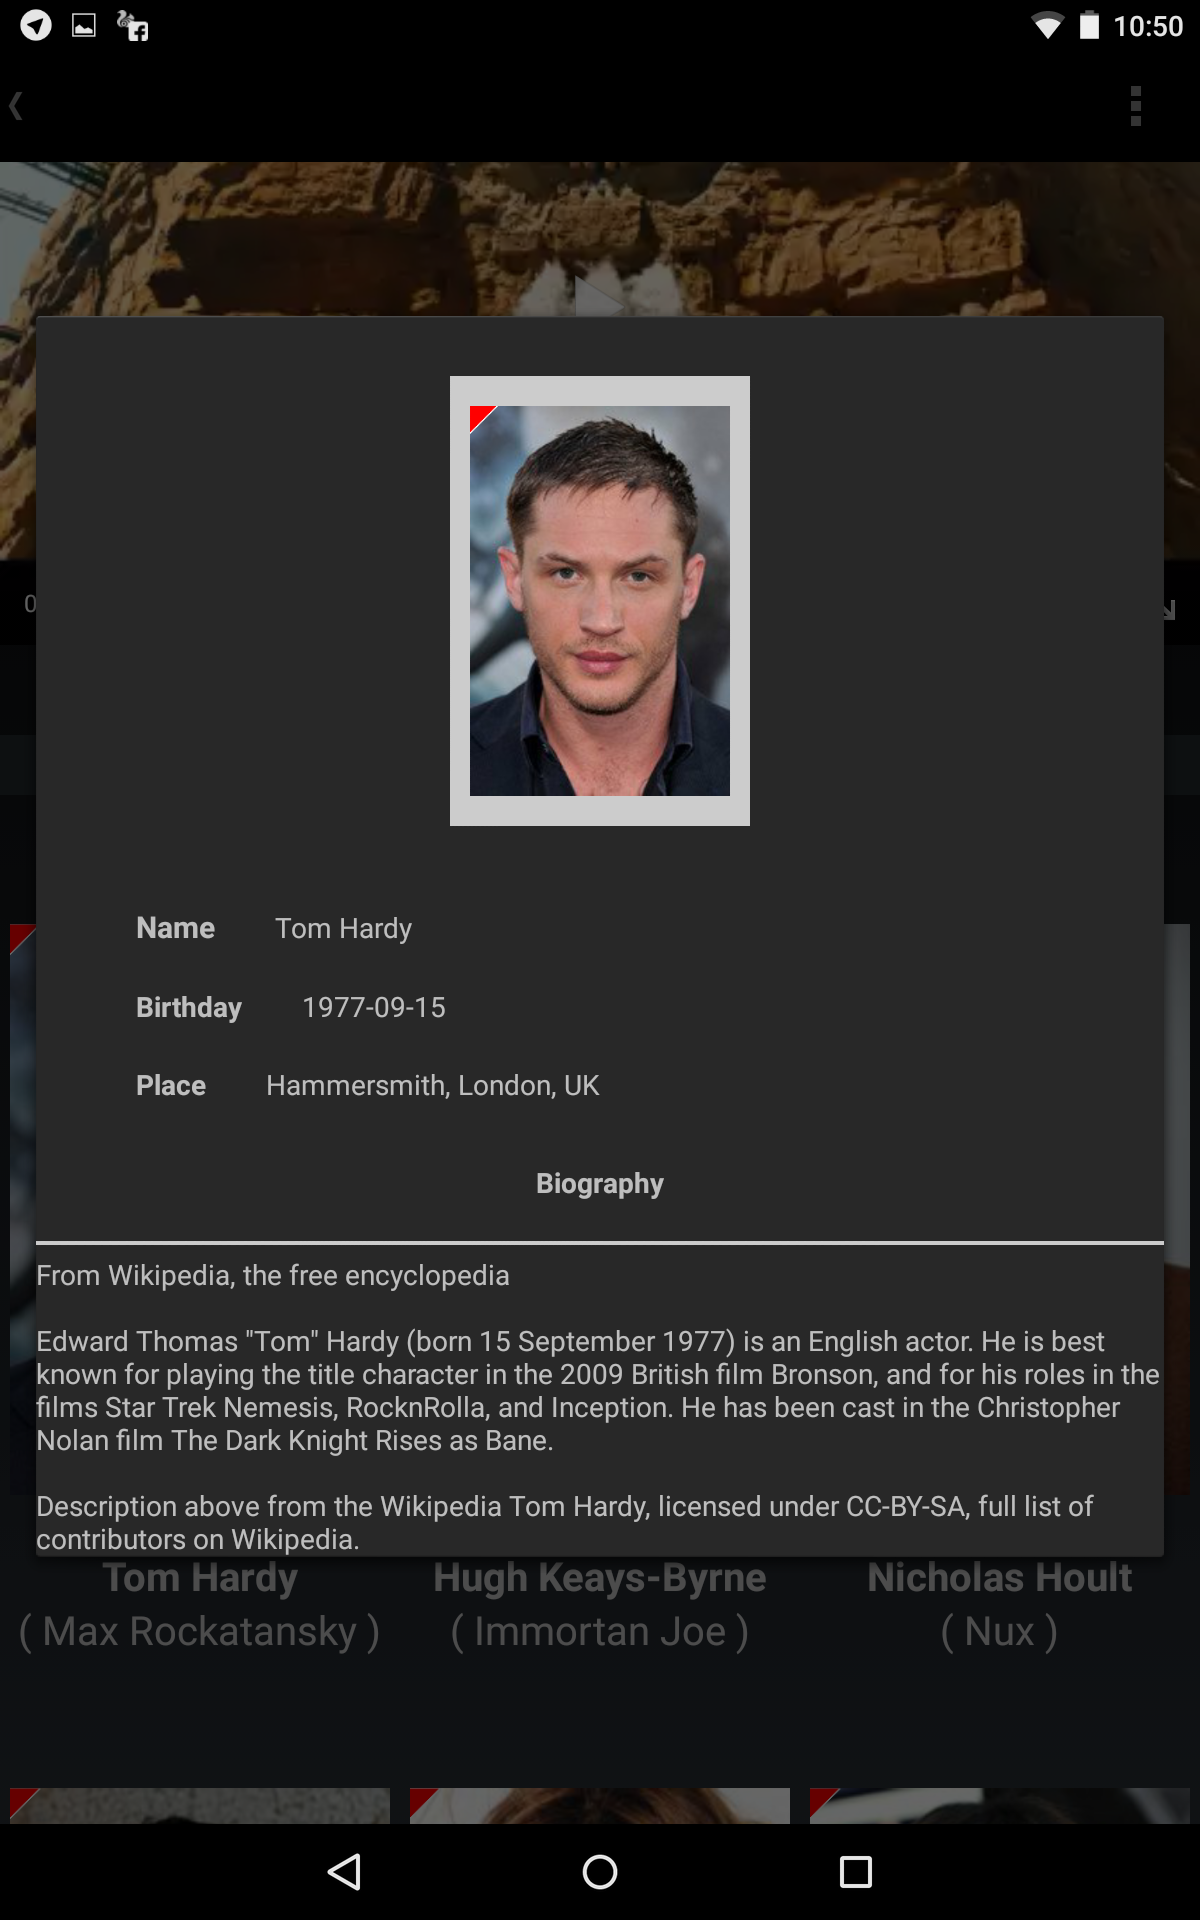 10:50
0
Name Tom Hardy
Birthday 1977-09-15
Place Hammersmith, London, UK
Biography
From Wikipedia, the free encyclopedia
Edward Thomas "Tom" Hardy (born 15 September 1977) is an English actor. He is best
known for playing the title character in the 2009 British film Bronson, and for his roles in the
films Star Trek Nemesis, RocknRolla, and Inception. He has been cast in the Christopher
Nolan film The Dark Knight Rises as Bane.
Description above from the Wikipedia Tom Hardy, licensed under CC-BY-SA, full list of
contributors on Wikipedia.
Tom Hardy Hugh Keays-Byrne Nicholas Hoult
( Max Rockatansky ) ( Immortan Joe ) ( Nux )